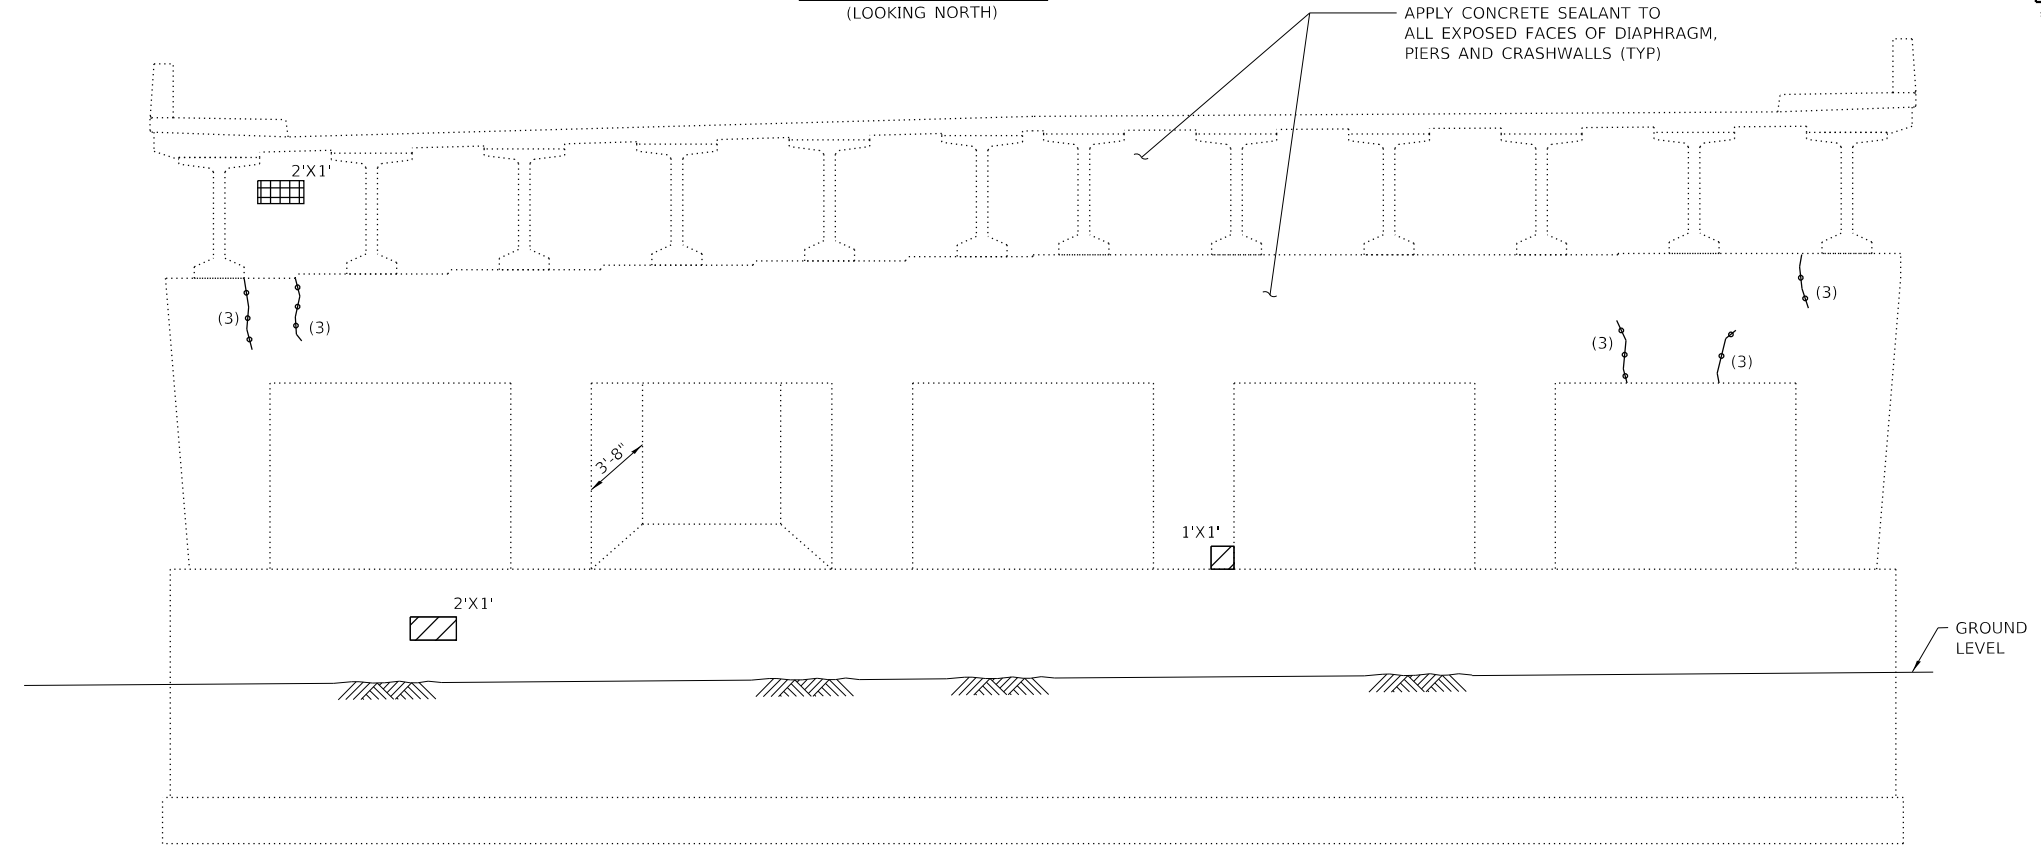 (LOOKING NORTH)
APPLY CONCRETE SEALANT TO
ALL EXPOSED FACES OF DIAPHRAGM,
PIERS AND CRASHWALLS (TYP)
2'X1'
(3)
(3)
(3)
(3)
(3)
3'-8"
1'X1'
2'X1'
GROUND
LEVEL